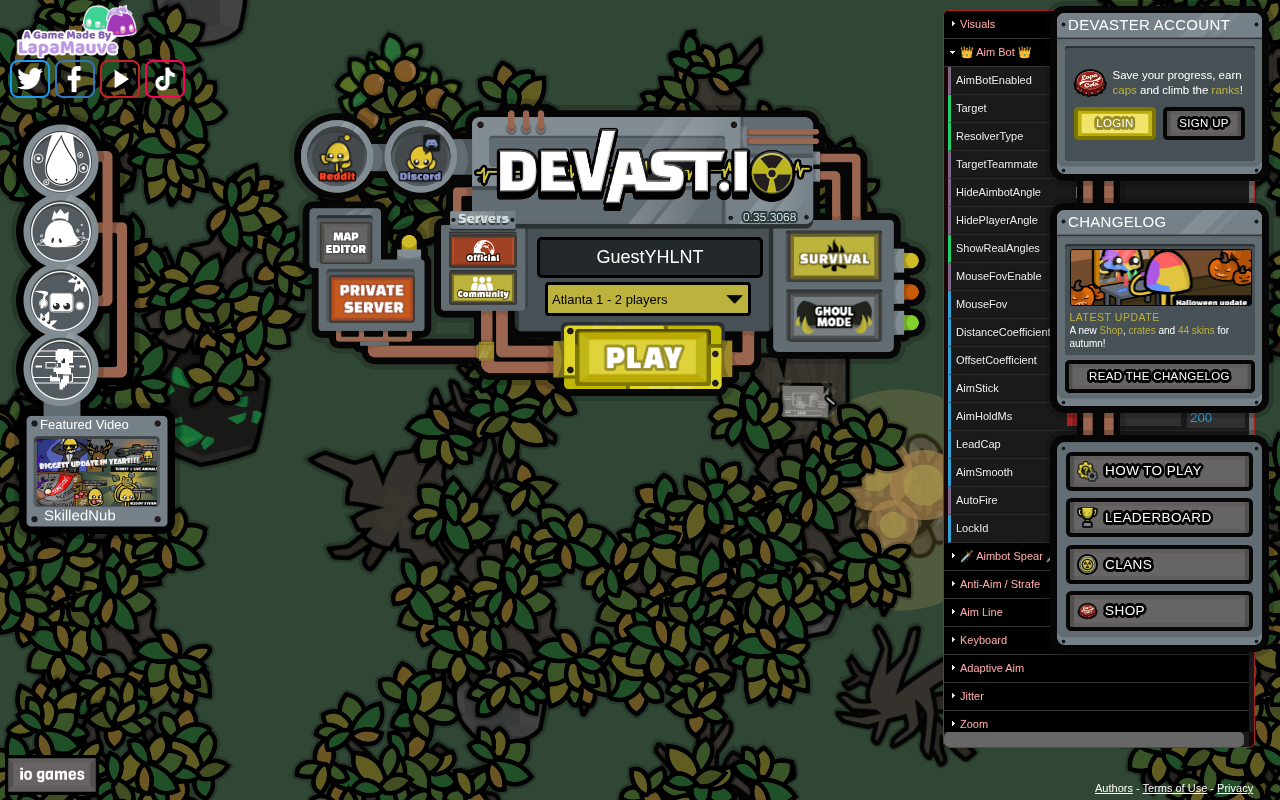 A Game Made By
LapaMauve
Reddit
Discord
DEVAST.IO
0.35.3068
MAP
EDITOR
PRIVATE
SERVER
Servers
Official
Community
GuestYHLNT
Atlanta 1 - 2 players
PLAY
SURVIVAL
GHOUL
MODE
Featured Video
BIGGEST UPDATE IN YEARS!!!
SkilledNub
io games
Visuals
👑 Aim Bot 👑
AimBotEnabled
Target
ResolverType
TargetTeammate
HideAimbotAngle
HidePlayerAngle
ShowRealAngles
MouseFovEnable
MouseFov
DistanceCoefficient
OffsetCoefficient
AimStick
AimHoldMs
200
LeadCap
AimSmooth
AutoFire
LockId
🗡️ Aimbot Spear
Anti-Aim / Strafe
Aim Line
Keyboard
Adaptive Aim
Jitter
Zoom
DEVASTER ACCOUNT
Save your progress, earn
caps and climb the ranks!
LOGIN
SIGN UP
CHANGELOG
Halloween update
LATEST UPDATE
A new Shop, crates and 44 skins for
autumn!
READ THE CHANGELOG
HOW TO PLAY
LEADERBOARD
CLANS
SHOP
Authors - Terms of Use - Privacy